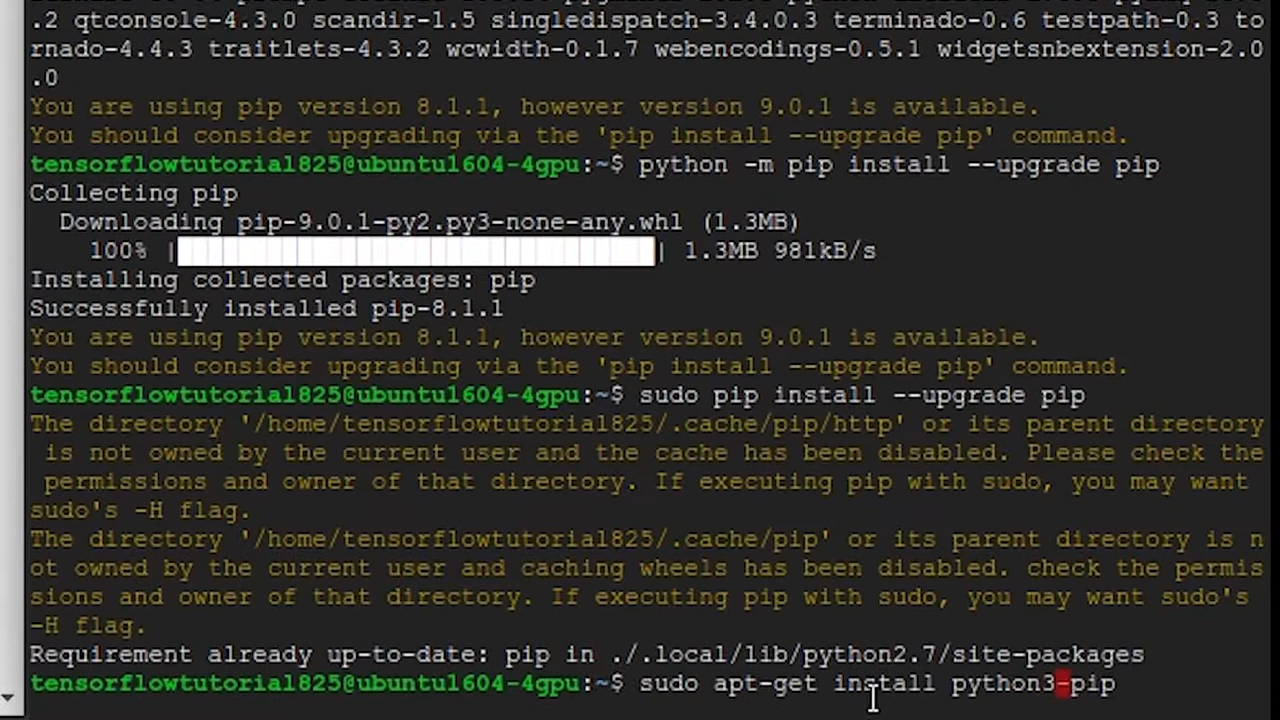 .2 qtconsole-4.3.0 scandir-1.5 singledispatch-3.4.0.3 terminado-0.6 testpath-0.3 to
rnado-4.4.3 traitlets-4.3.2 wcwidth-0.1.7 webencodings-0.5.1 widgetsnbextension-2.0
.0
You are using pip version 8.1.1, however version 9.0.1 is available.
You should consider upgrading via the 'pip install --upgrade pip' command.
tensorflowtutorial825@ubuntu1604-4gpu:~$ python -m pip install --upgrade pip
Collecting pip
Downloading pip-9.0.1-py2.py3-none-any.whl (1.3MB)
100% || 1.3MB 981kB/s
Installing collected packages: pip
Successfully installed pip-8.1.1
You are using pip version 8.1.1, however version 9.0.1 is available.
You should consider upgrading via the 'pip install --upgrade pip' command.
tensorflowtutorial825@ubuntu1604-4gpu:~$ sudo pip install --upgrade pip
The directory '/home/tensorflowtutorial825/.cache/pip/http' or its parent directory
is not owned by the current user and the cache has been disabled. Please check the
permissions and owner of that directory. If executing pip with sudo, you may want
sudo's -H flag.
The directory '/home/tensorflowtutorial825/.cache/pip' or its parent directory is n
ot owned by the current user and caching wheels has been disabled. check the permis
sions and owner of that directory. If executing pip with sudo, you may want sudo's
-H flag.
Requirement already up-to-date: pip in ./.local/lib/python2.7/site-packages
tensorflowtutorial825@ubuntu1604-4gpu:~$ sudo apt-get install python3-pip